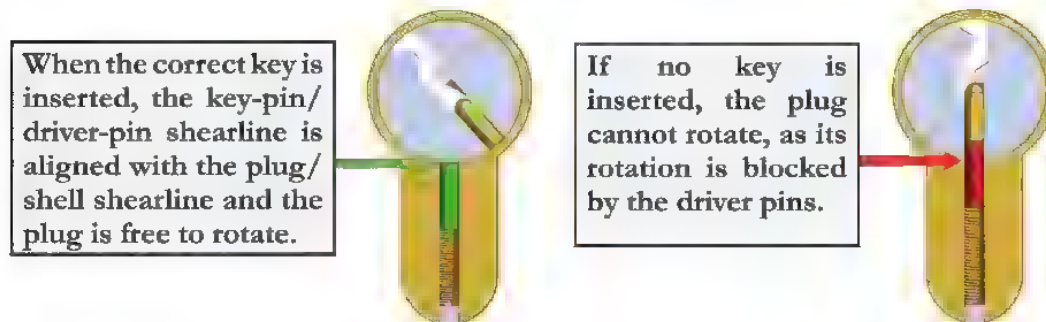 When the correct key is
inserted, the key-pin/
driver-pin shearline is
aligned with the plug/
shell shearline and the
plug is free to rotate.
If no key is
inserted, the plug
cannot rotate, as its
rotation is blocked
by the driver pins.